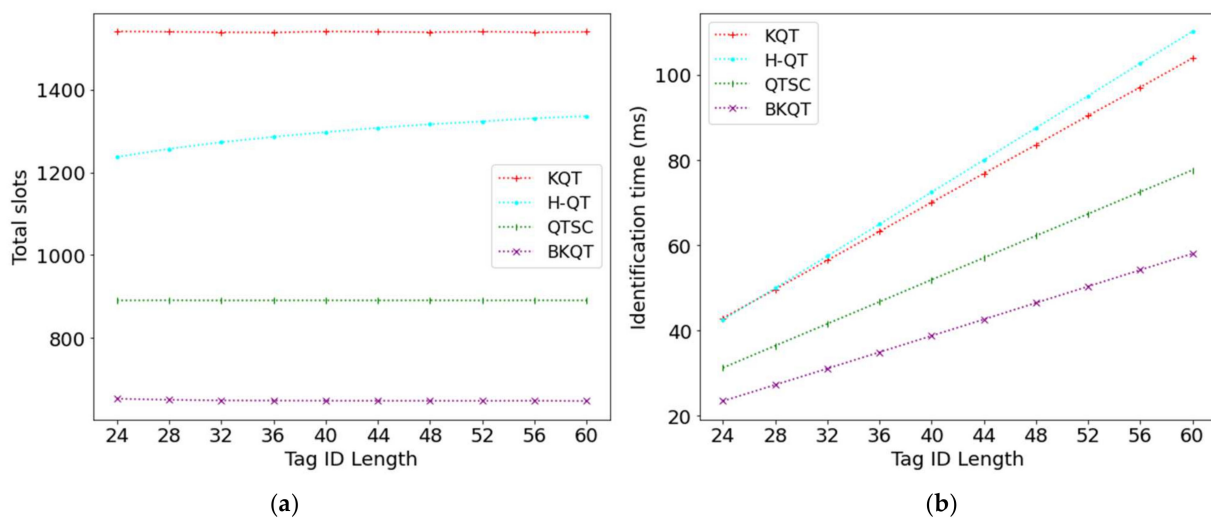 1400
1200
1000
800
Total slots
KQT
H-QT
QTSC
BKQT
24 28 32 36 40 44 48 52 56 60
Tag ID Length
(a)
100
80
60
40
20
Identification time (ms)
KQT
H-QT
QTSC
BKQT
24 28 32 36 40 44 48 52 56 60
Tag ID Length
(b)